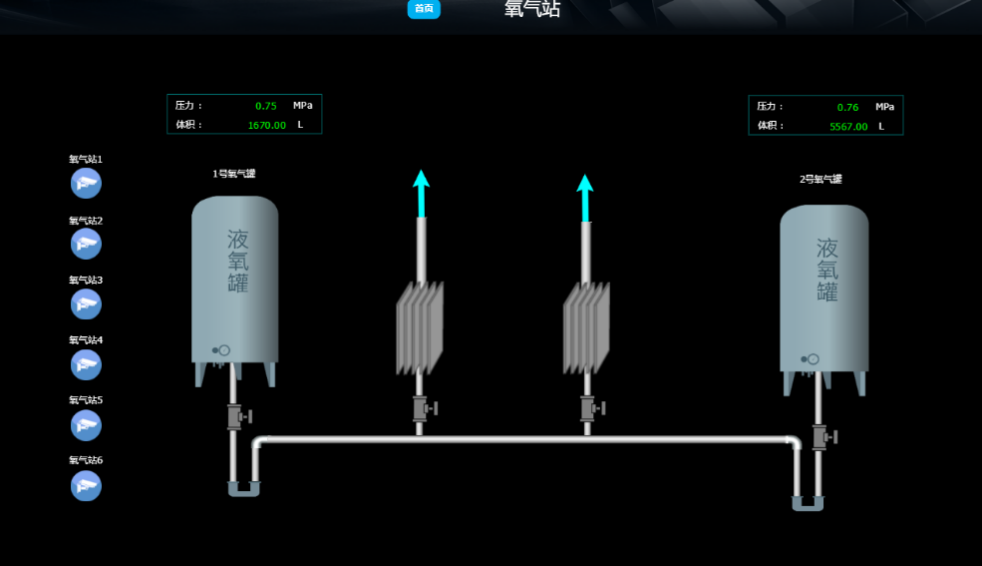 首页
氧气站
压力： 0.75 MPa
体积： 1670.00 L
压力： 0.76 MPa
体积： 5567.00 L
氧气站1
氧气站2
氧气站3
氧气站4
氧气站5
氧气站6
1号氧气罐
液氧罐
2号氧气罐
液氧罐